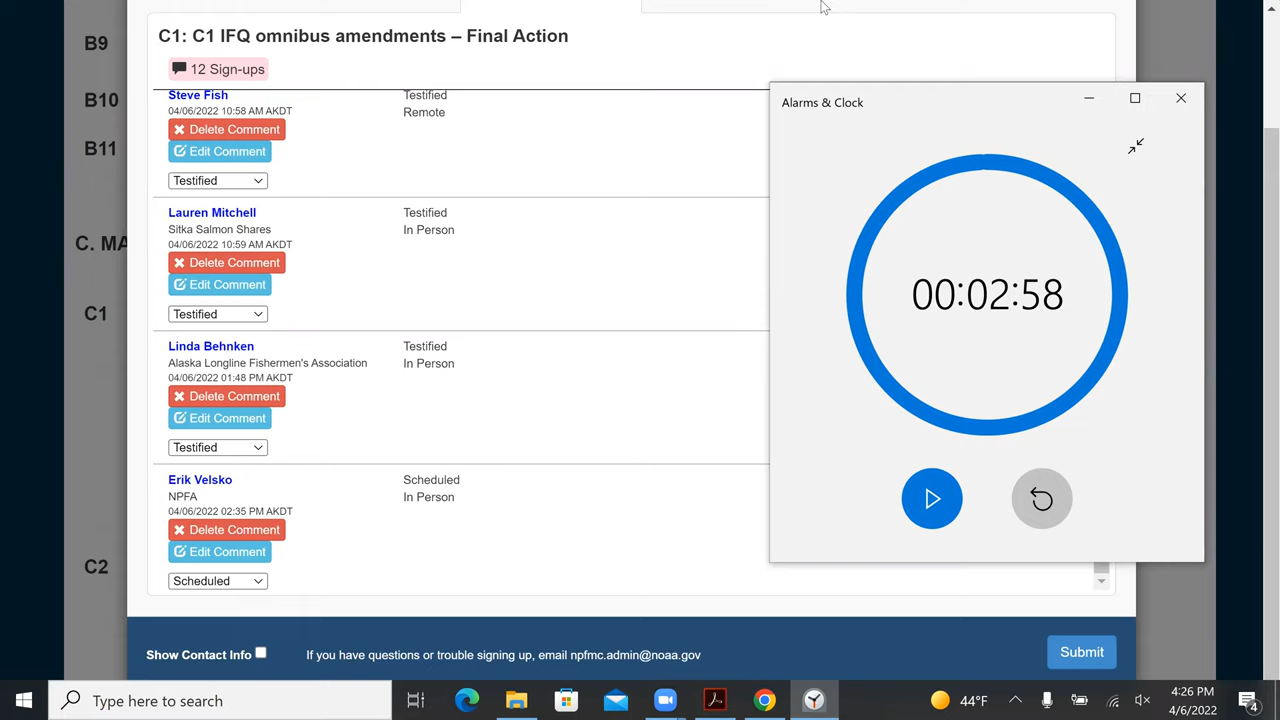 B9
B10
B11
C. MA
C1
C2
C1: C1 IFQ omnibus amendments – Final Action
12 Sign-ups
Steve Fish
Testified
04/06/2022 10:58 AM AKDT
Remote
Delete Comment
Edit Comment
Testified
Lauren Mitchell
Testified
Sitka Salmon Shares
In Person
04/06/2022 10:59 AM AKDT
Delete Comment
Edit Comment
Testified
Linda Behnken
Testified
Alaska Longline Fishermen's Association
In Person
04/06/2022 01:48 PM AKDT
Delete Comment
Edit Comment
Testified
Erik Velsko
Scheduled
NPFA
In Person
04/06/2022 02:35 PM AKDT
Delete Comment
Edit Comment
Scheduled
Alarms & Clock
00:02:58
Show Contact Info
If you have questions or trouble signing up, email npfmc.admin@noaa.gov
Submit
Type here to search
44°F
4:26 PM
4/6/2022
4